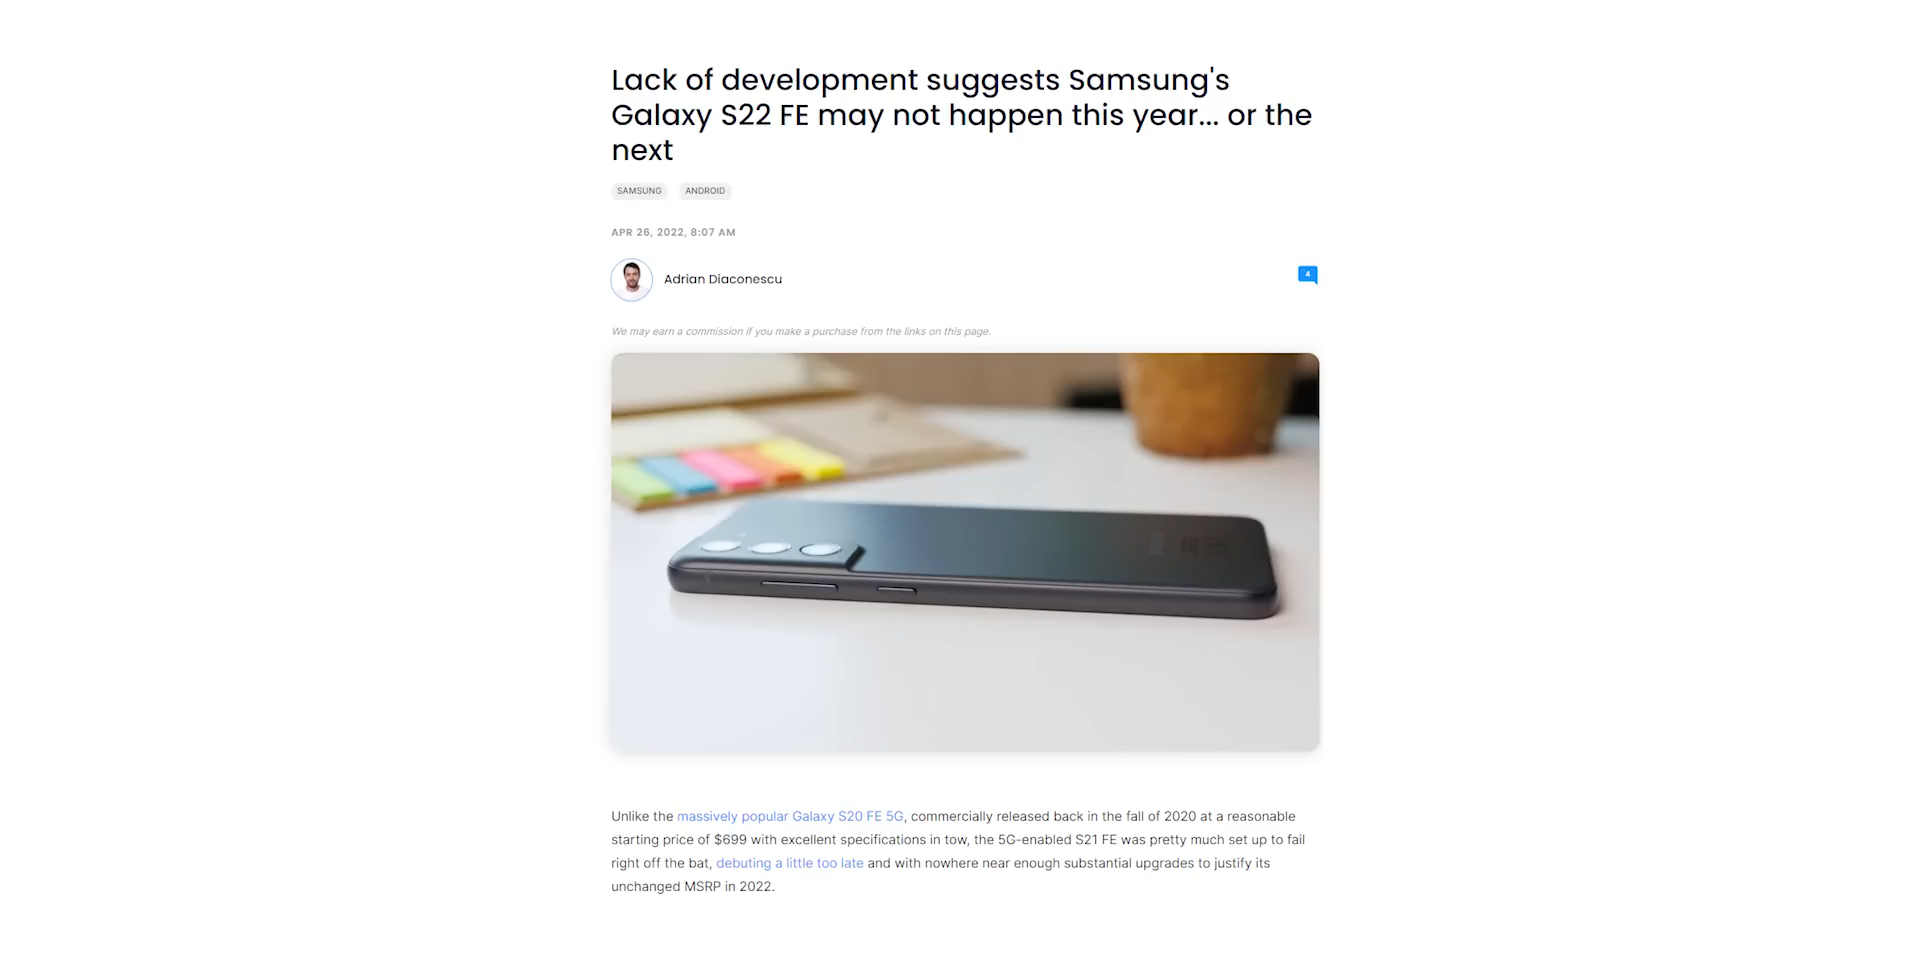 Lack of development suggests Samsung's
Galaxy S22 FE may not happen this year... or the
next
SAMSUNG ANDROID
APR 26, 2022, 8:07 AM
Adrian Diaconescu
4
We may earn a commission if you make a purchase from the links on this page.
Unlike the massively popular Galaxy S20 FE 5G, commercially released back in the fall of 2020 at a reasonable
starting price of $699 with excellent specifications in tow, the 5G-enabled S21 FE was pretty much set up to fail
right off the bat, debuting a little too late and with nowhere near enough substantial upgrades to justify its
unchanged MSRP in 2022.